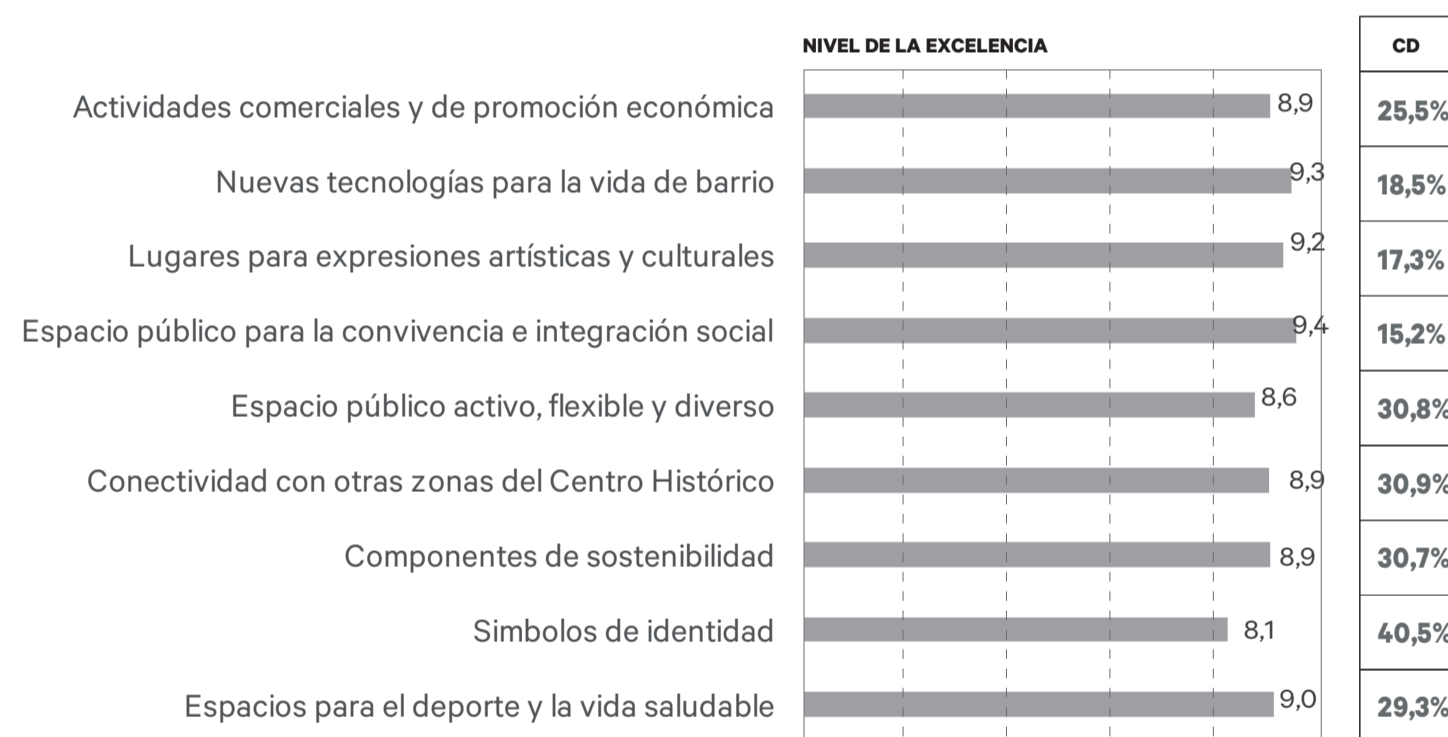 NIVEL DE LA EXCELENCIA CD
Actividades comerciales y de promoción económica 8,9 25,5%
Nuevas tecnologías para la vida de barrio 9,3 18,5%
Lugares para expresiones artísticas y culturales 9,2 17,3%
Espacio público para la convivencia e integración social 9,4 15,2%
Espacio público activo, flexible y diverso 8,6 30,8%
Conectividad con otras zonas del Centro Histórico 8,9 30,9%
Componentes de sostenibilidad 8,9 30,7%
Simbolos de identidad 8,1 40,5%
Espacios para el deporte y la vida saludable 9,0 29,3%